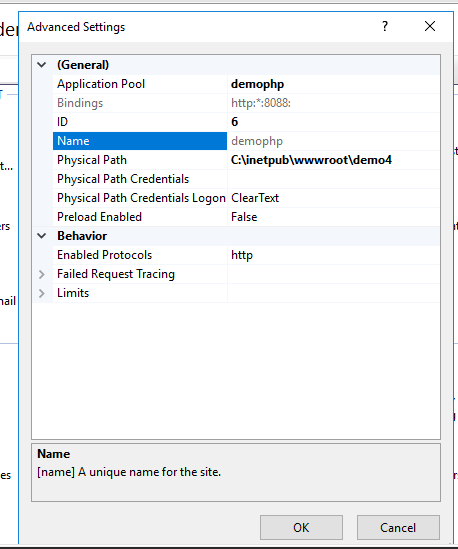 Advanced Settings
?
(General)
Application Pool demophp
Bindings http:*:8088:
ID 6
Name demophp
Physical Path C:\inetpub\wwwroot\demo4
Physical Path Credentials
Physical Path Credentials Logon ClearText
Preload Enabled False
Behavior
Enabled Protocols http
Failed Request Tracing
Limits
Name
[name] A unique name for the site.
OK Cancel